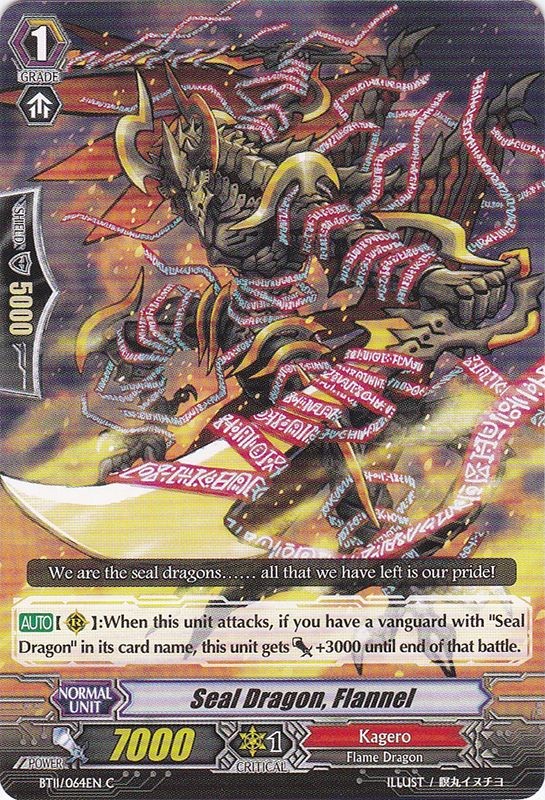 1
GRADE
SHIELD
5000
We are the seal dragons...... all that we have left is our pride!
AUTO【 】:When this unit attacks, if you have a vanguard with "Seal
Dragon" in its card name, this unit gets +3000 until end of that battle.
NORMAL
UNIT
Seal Dragon, Flannel
POWER
7000
1
CRITICAL
Kagero
Flame Dragon
BT11/064EN C
ILLUST / 瞑丸イヌチヨ